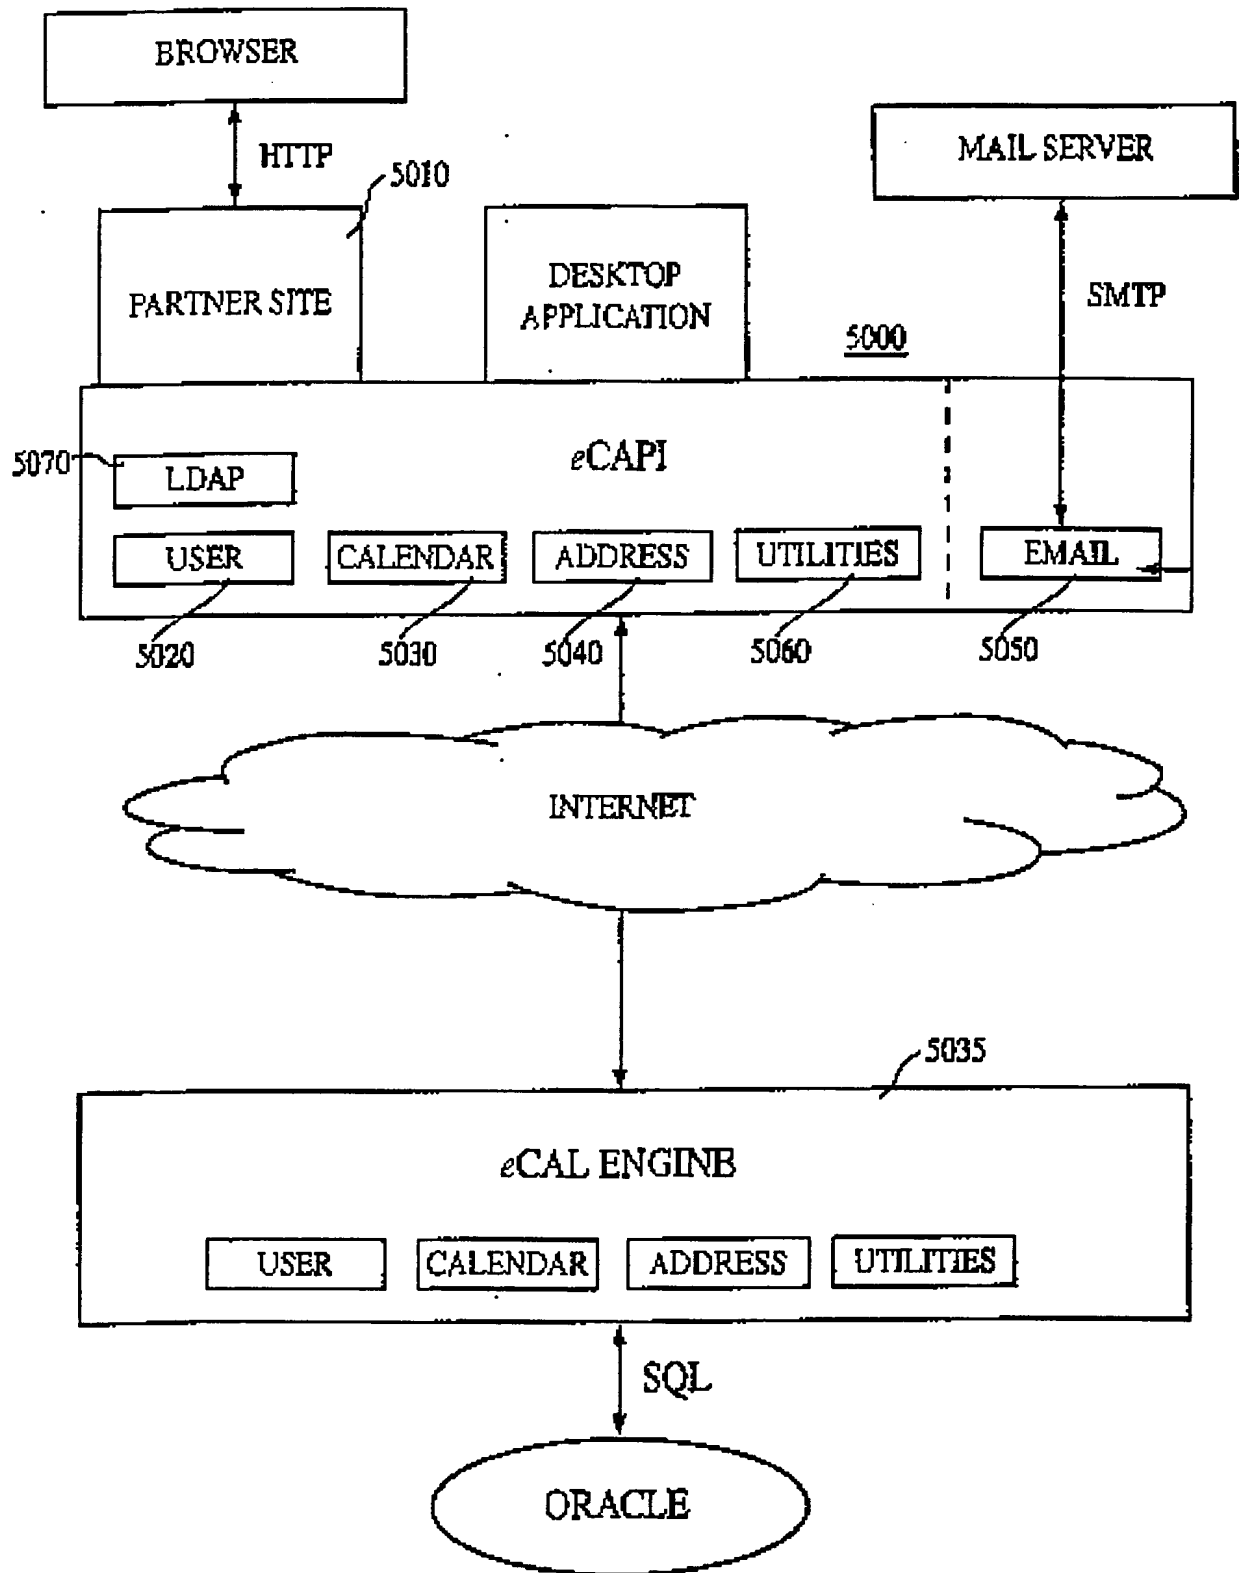 BROWSER
HTTP
MAIL SERVER
5010
PARTNER SITE
DESKTOP
APPLICATION
SMTP
5000
eCAPI
5070
LDAP
USER
CALENDAR
ADDRESS
UTILITIES
EMAIL
5020
5030
5040
5060
5050
INTERNET
5035
eCAL ENGINE
USER
CALENDAR
ADDRESS
UTILITIES
SQL
ORACLE